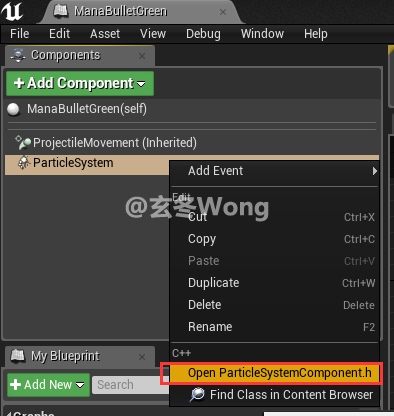 ManaBulletGreen
File Edit Asset View Debug Window Help
Components
+ Add Component
ManaBulletGreen(self)
ProjectileMovement (Inherited)
ParticleSystem
Add Event
Edit
@玄冬Wong
Cut Ctrl+X
Copy Ctrl+C
Paste Ctrl+V
Duplicate Ctrl+W
Delete Delete
Rename F2
C++
Open ParticleSystemComponent.h
Find Class in Content Browser
My Blueprint
+ Add New
Search
Graphs